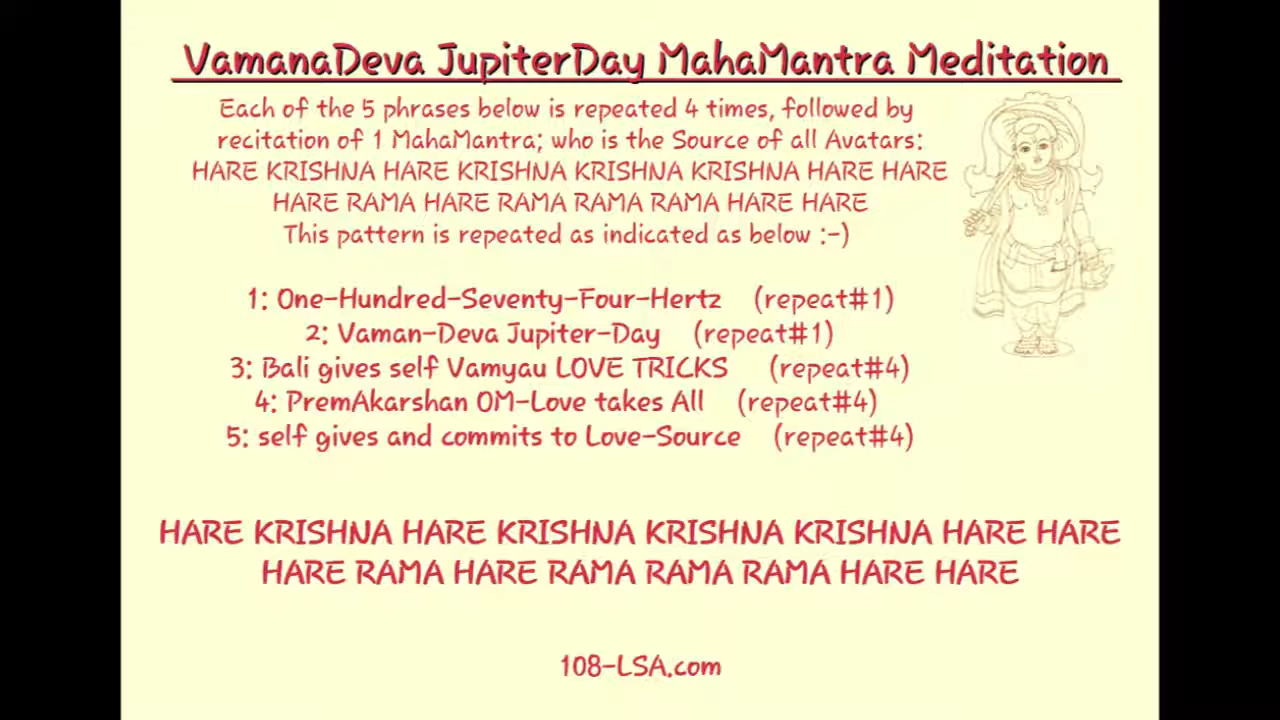 VamanaDeva JupiterDay MahaMantra Meditation
Each of the 5 phrases below is repeated 4 times, followed by
recitation of 1 MahaMantra; who is the Source of all Avatars:
HARE KRISHNA HARE KRISHNA KRISHNA KRISHNA HARE HARE
HARE RAMA HARE RAMA RAMA RAMA HARE HARE
This pattern is repeated as indicated as below :-)
1: One-Hundred-Seventy-Four-Hertz (repeat#1)
2: Vaman-Deva Jupiter-Day (repeat#1)
3: Bali gives self Vamyau LOVE TRICKS (repeat#4)
4: PremAkarshan OM-Love takes All (repeat#4)
5: self gives and commits to Love-Source (repeat#4)
HARE KRISHNA HARE KRISHNA KRISHNA KRISHNA HARE HARE
HARE RAMA HARE RAMA RAMA RAMA HARE HARE
108-LSA.com